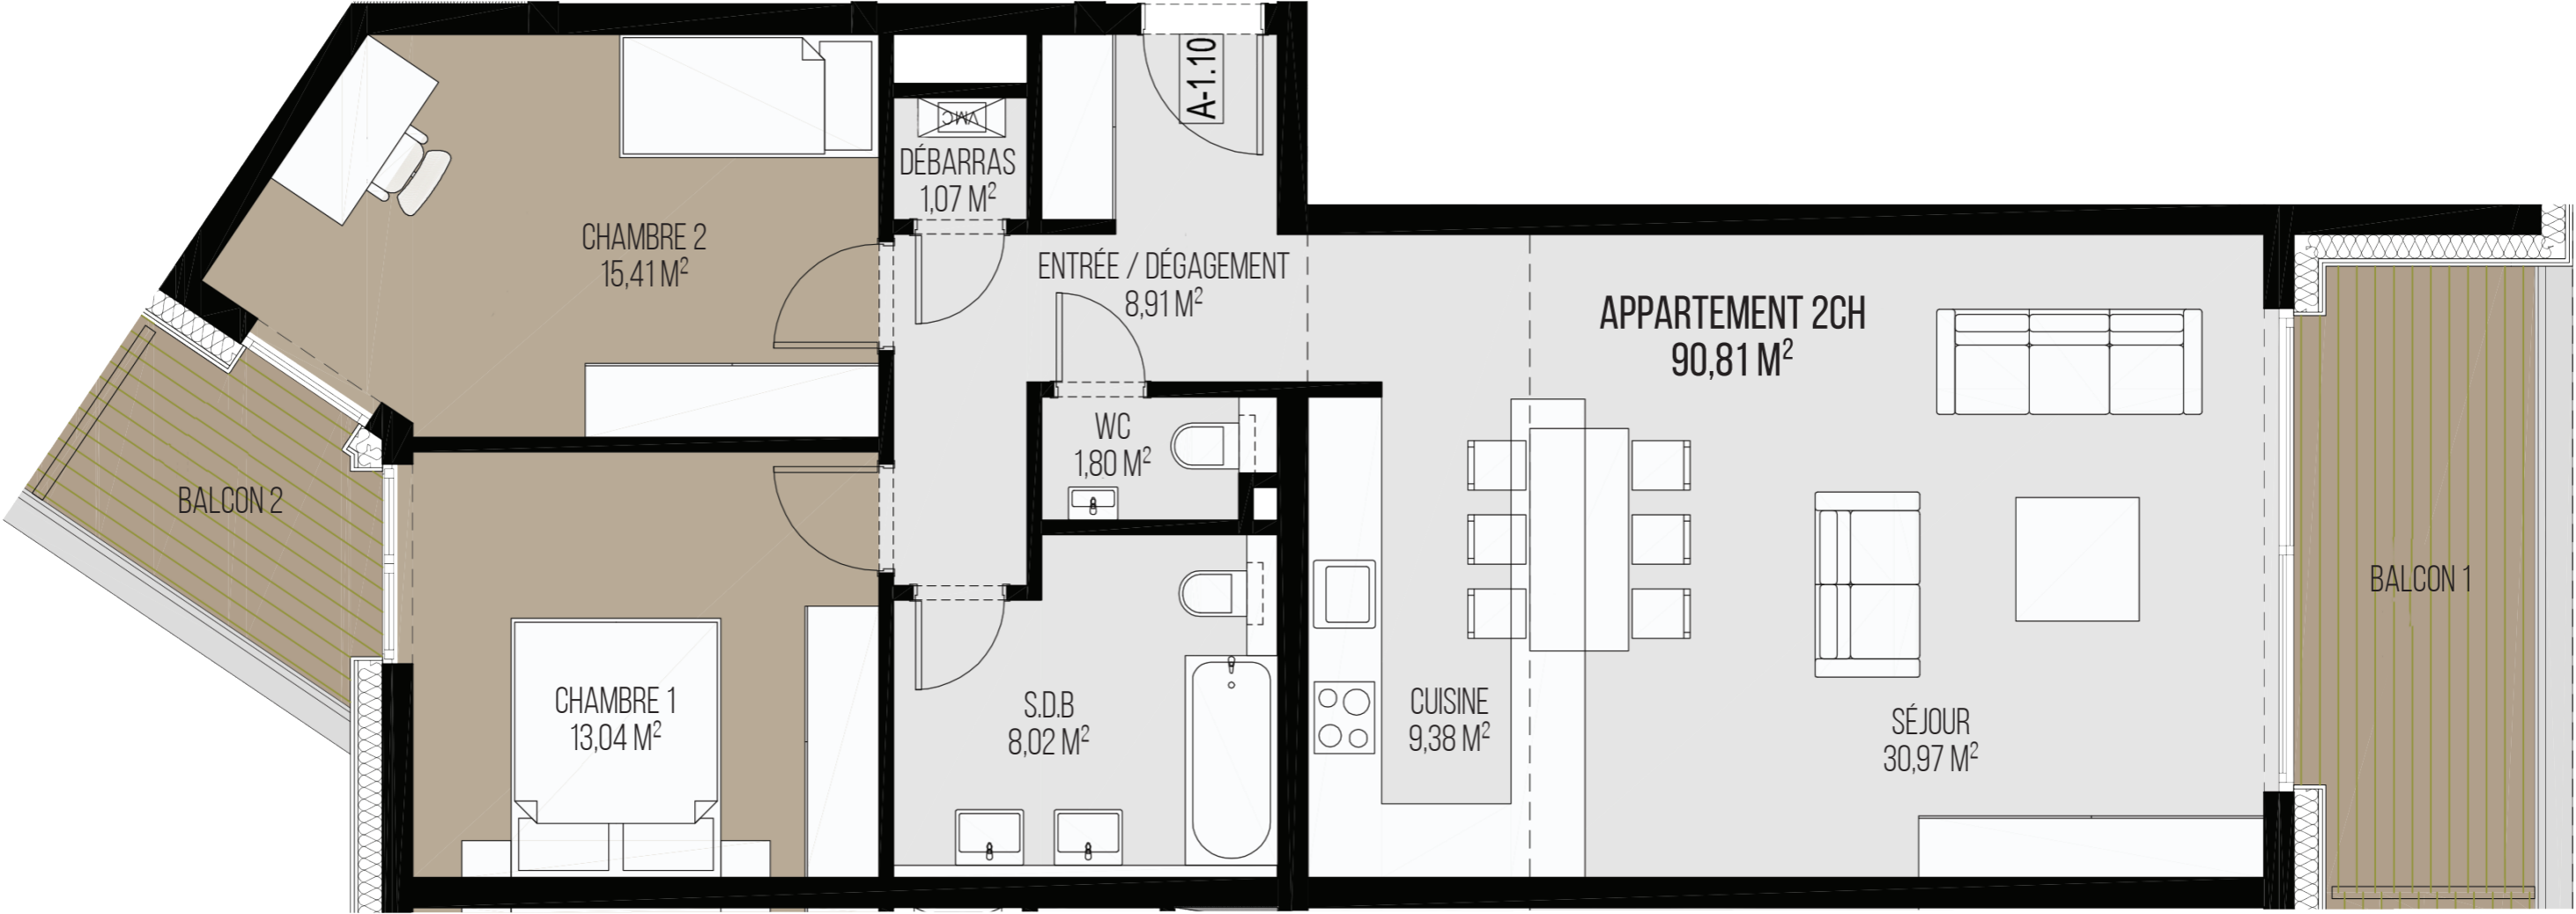 A-1.10
VMC
DÉBARRAS
1,07 M²
CHAMBRE 2
15,41 M²
ENTRÉE / DÉGAGEMENT
8,91 M²
APPARTEMENT 2CH
90,81 M²
WC
1,80 M²
BALCON 2
BALCON 1
CHAMBRE 1
13,04 M²
S.D.B
8,02 M²
CUISINE
9,38 M²
SÉJOUR
30,97 M²